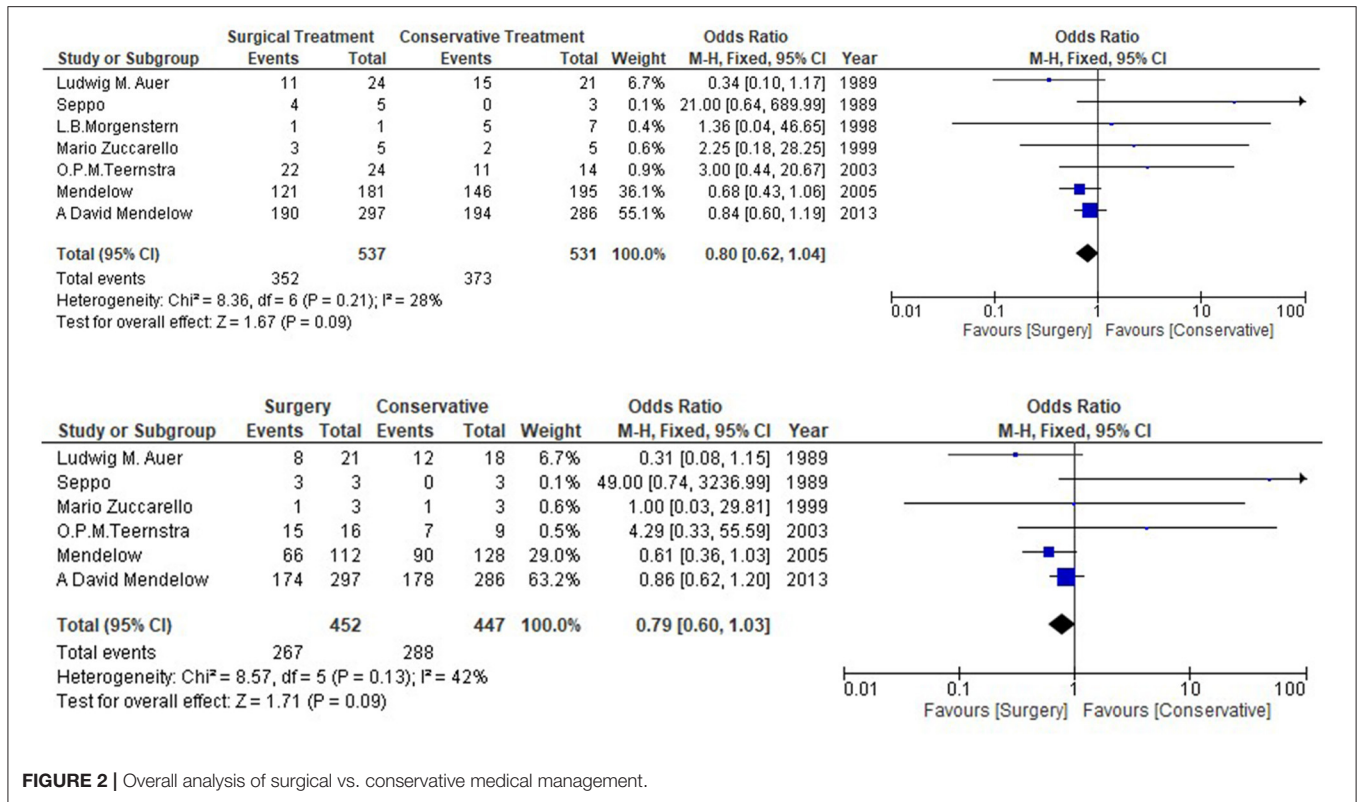 Surgical Treatment Conservative Treatment Odds Ratio Odds Ratio
Study or Subgroup Events Total Events Total Weight M-H, Fixed, 95% CI Year M-H, Fixed, 95% CI
Ludwig M. Auer 11 24 15 21 6.7% 0.34 [0.10, 1.17] 1989
Seppo 4 5 0 3 0.1% 21.00 [0.64, 689.99] 1989
L.B.Morgenstern 1 1 5 7 0.4% 1.36 [0.04, 46.65] 1998
Mario Zuccarello 3 5 2 5 0.6% 2.25 [0.18, 28.25] 1999
O.P.M.Teernstra 22 24 11 14 0.9% 3.00 [0.44, 20.67] 2003
Mendelow 121 181 146 195 36.1% 0.68 [0.43, 1.06] 2005
A David Mendelow 190 297 194 286 55.1% 0.84 [0.60, 1.19] 2013
Total (95% CI) 537 531 100.0% 0.80 [0.62, 1.04]
Total events 352 373
Heterogeneity: Chi² = 8.36, df = 6 (P = 0.21); I² = 28%
Test for overall effect: Z = 1.67 (P = 0.09)
0.01 0.1 1 10 100
Favours [Surgery] Favours [Conservative]
Surgery Conservative Odds Ratio Odds Ratio
Study or Subgroup Events Total Events Total Weight M-H, Fixed, 95% CI Year M-H, Fixed, 95% CI
Ludwig M. Auer 8 21 12 18 6.7% 0.31 [0.08, 1.15] 1989
Seppo 3 3 0 3 0.1% 49.00 [0.74, 3236.99] 1989
Mario Zuccarello 1 3 1 3 0.6% 1.00 [0.03, 29.81] 1999
O.P.M.Teernstra 15 16 7 9 0.5% 4.29 [0.33, 55.59] 2003
Mendelow 66 112 90 128 29.0% 0.61 [0.36, 1.03] 2005
A David Mendelow 174 297 178 286 63.2% 0.86 [0.62, 1.20] 2013
Total (95% CI) 452 447 100.0% 0.79 [0.60, 1.03]
Total events 267 288
Heterogeneity: Chi² = 8.57, df = 5 (P = 0.13); I² = 42%
Test for overall effect: Z = 1.71 (P = 0.09)
0.01 0.1 1 10 100
Favours [Surgery] Favours [Conservative]
FIGURE 2 | Overall analysis of surgical vs. conservative medical management.